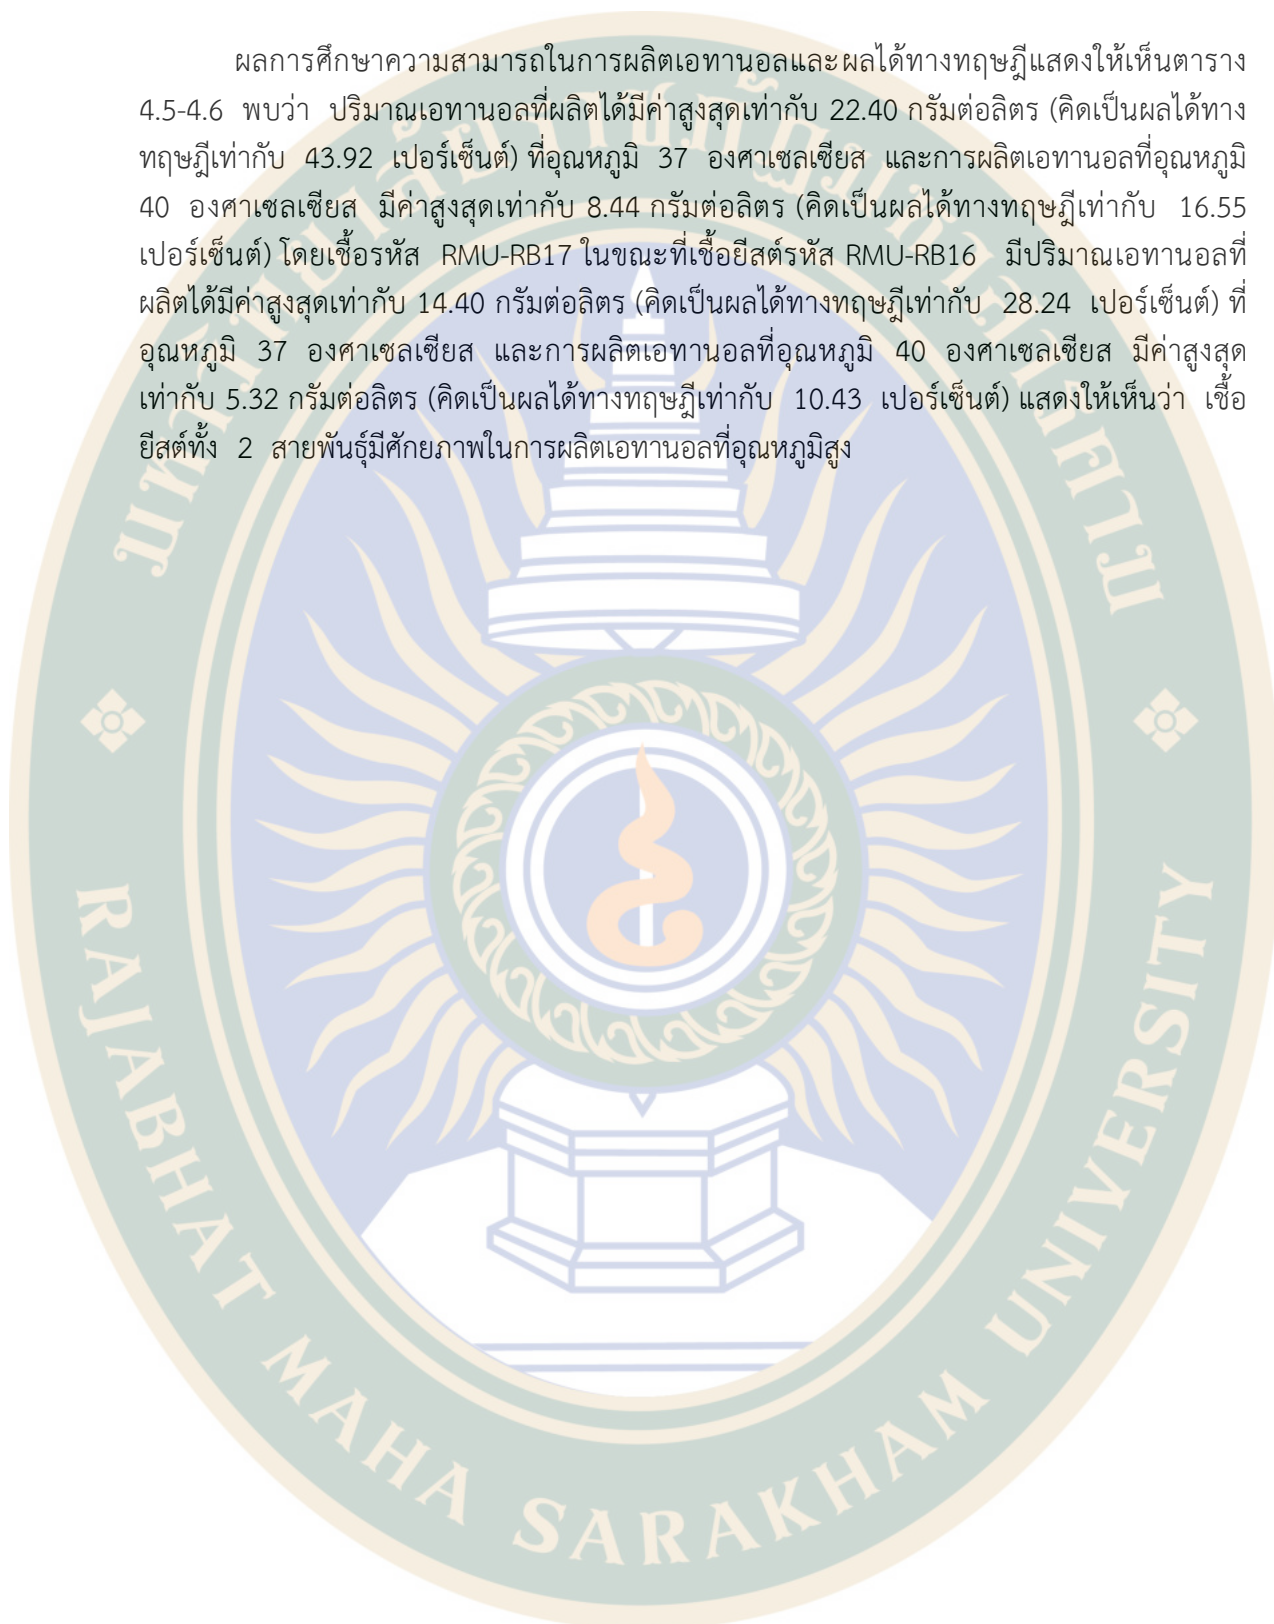 ผลการศึกษาความสามารถในการผลิตเอทานอลและผลได้ทางทฤษฎีแสดงให้เห็นตาราง
4.5-4.6 พบว่า ปริมาณเอทานอลที่ผลิตได้มีค่าสูงสุดเท่ากับ 22.40 กรัมต่อลิตร (คิดเป็นผลได้ทาง
ทฤษฎีเท่ากับ 43.92 เปอร์เซ็นต์) ที่อุณหภูมิ 37 องศาเซลเซียส และการผลิตเอทานอลที่อุณหภูมิ
40 องศาเซลเซียส มีค่าสูงสุดเท่ากับ 8.44 กรัมต่อลิตร (คิดเป็นผลได้ทางทฤษฎีเท่ากับ 16.55
เปอร์เซ็นต์) โดยเชื้อรหัส RMU-RB17 ในขณะที่เชื้อยีสต์รหัส RMU-RB16 มีปริมาณเอทานอลที่
ผลิตได้มีค่าสูงสุดเท่ากับ 14.40 กรัมต่อลิตร (คิดเป็นผลได้ทางทฤษฎีเท่ากับ 28.24 เปอร์เซ็นต์) ที่
อุณหภูมิ 37 องศาเซลเซียส และการผลิตเอทานอลที่อุณหภูมิ 40 องศาเซลเซียส มีค่าสูงสุด
เท่ากับ 5.32 กรัมต่อลิตร (คิดเป็นผลได้ทางทฤษฎีเท่ากับ 10.43 เปอร์เซ็นต์) แสดงให้เห็นว่า เชื้อ
ยีสต์ทั้ง 2 สายพันธุ์มีศักยภาพในการผลิตเอทานอลที่อุณหภูมิสูง
มหาวิทยาลัยราชภัฏมหาสารคาม
RAJABHAT MAHA SARAKHAM UNIVERSITY